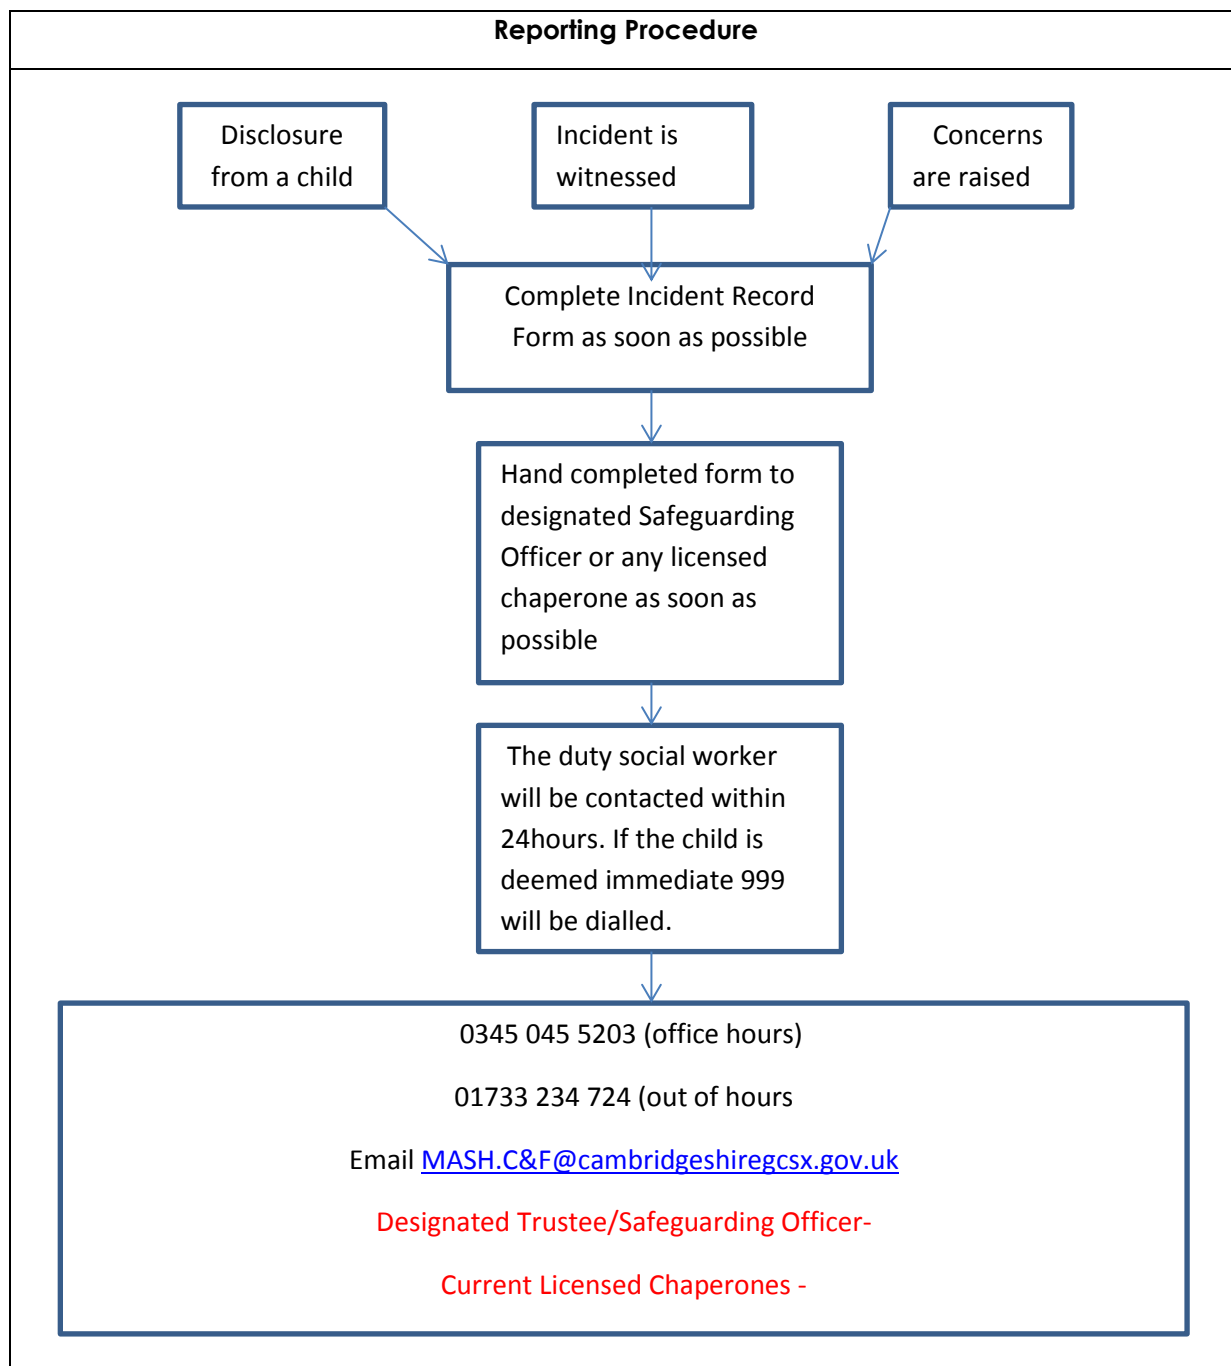 Reporting Procedure
Disclosure
from a child
Incident is
witnessed
Concerns
are raised
Complete Incident Record
Form as soon as possible
Hand completed form to
designated Safeguarding
Officer or any licensed
chaperone as soon as
possible
The duty social worker
will be contacted within
24hours. If the child is
deemed immediate 999
will be dialled.
0345 045 5203 (office hours)
01733 234 724 (out of hours
Email MASH.C&F@cambridgeshiregcsx.gov.uk
Designated Trustee/Safeguarding Officer-
Current Licensed Chaperones -